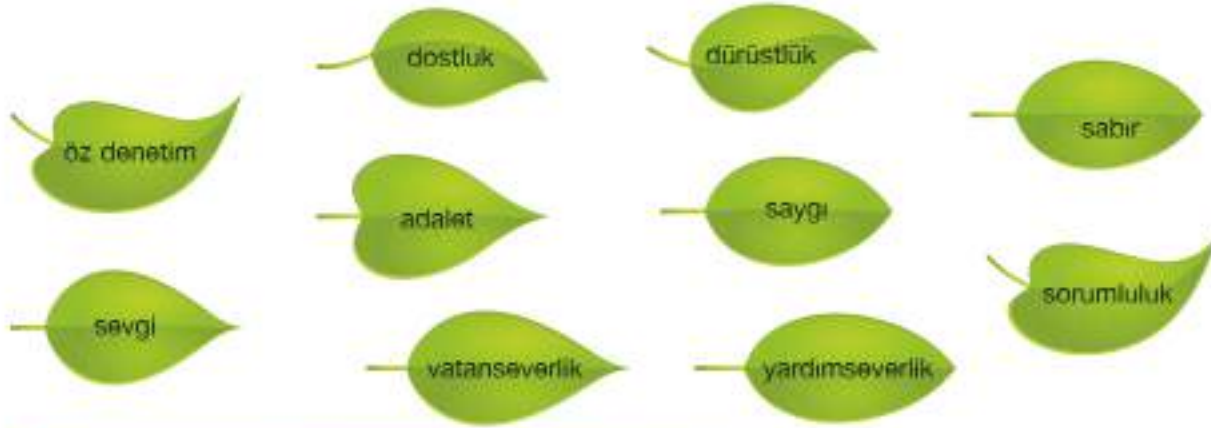 dostluk
dürüstlük
sabır
öz denetim
adalet
saygı
sevgi
sorumluluk
vatanseverlik
yardımseverlik